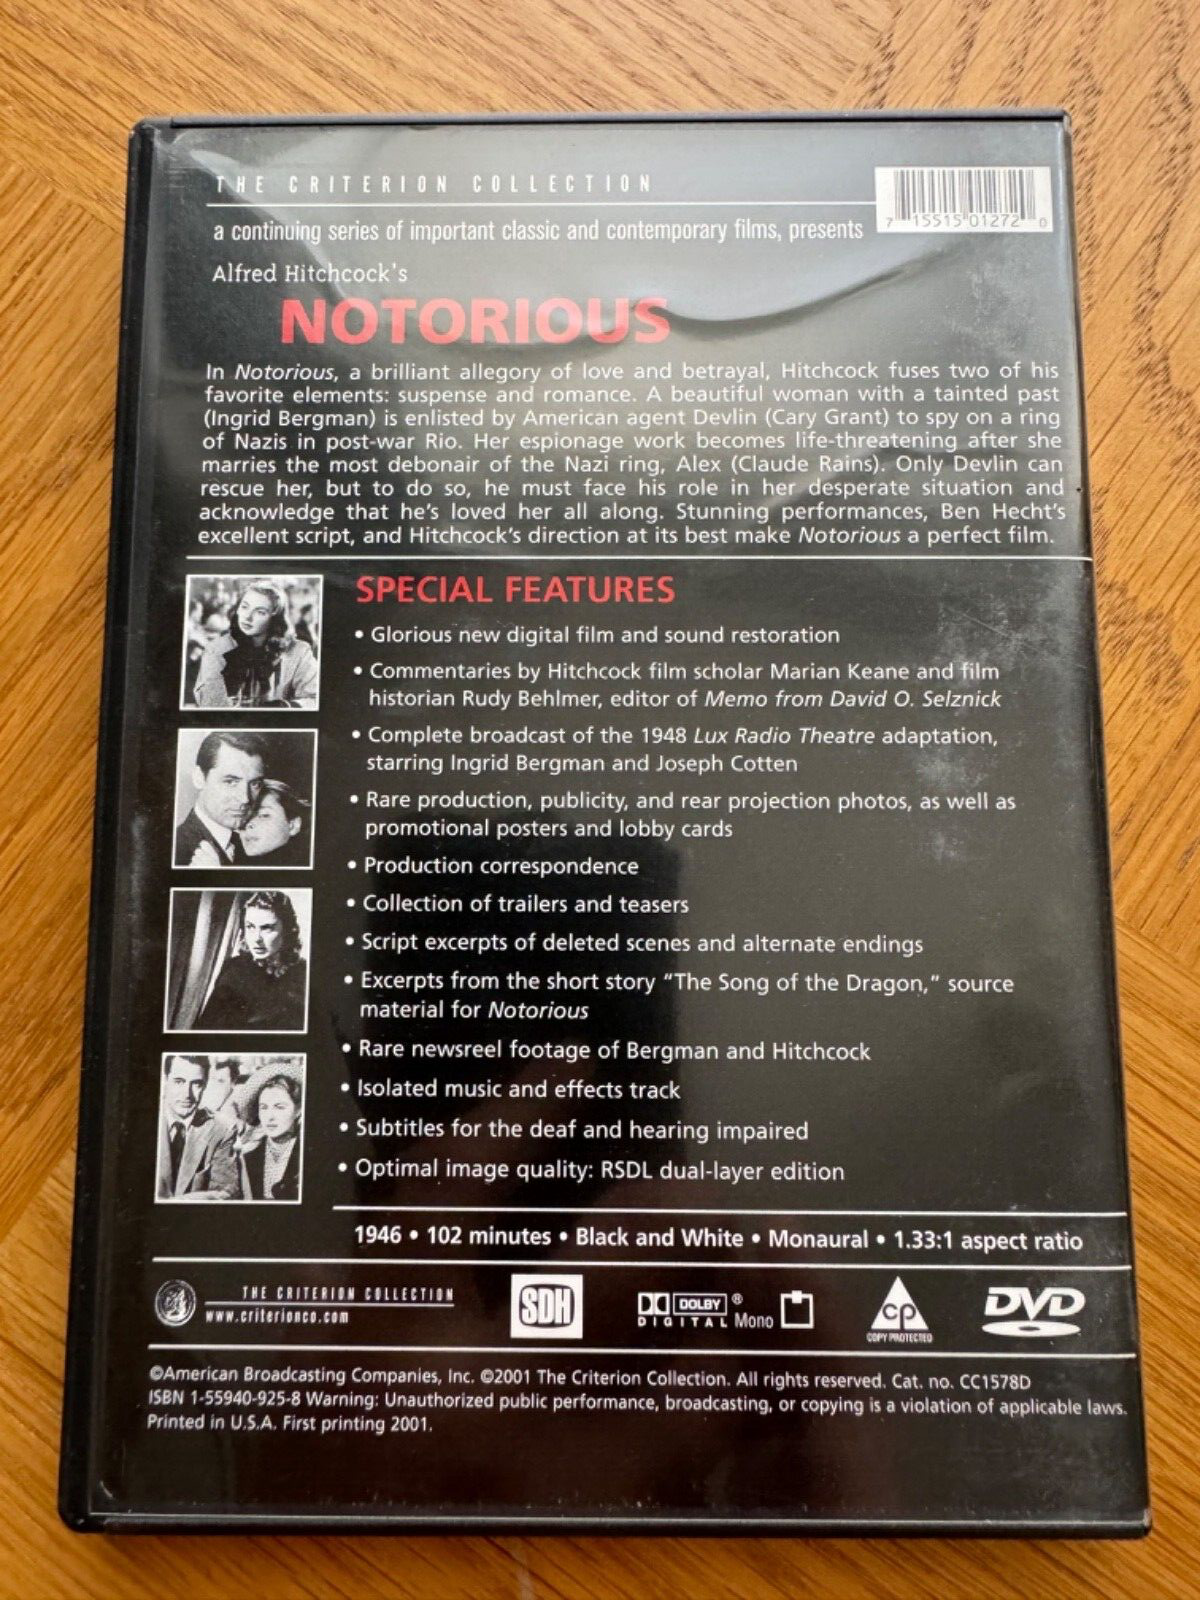 THE CRITERION COLLECTION
7 15515 01272 0
a continuing series of important classic and contemporary films, presents
Alfred Hitchcock's
NOTORIOUS
In Notorious, a brilliant allegory of love and betrayal, Hitchcock fuses two of his
favorite elements: suspense and romance. A beautiful woman with a tainted past
(Ingrid Bergman) is enlisted by American agent Devlin (Cary Grant) to spy on a ring
of Nazis in post-war Rio. Her espionage work becomes life-threatening after she
marries the most debonair of the Nazi ring, Alex (Claude Rains). Only Devlin can
rescue her, but to do so, he must face his role in her desperate situation and
acknowledge that he's loved her all along. Stunning performances, Ben Hecht's
excellent script, and Hitchcock's direction at its best make Notorious a perfect film.
SPECIAL FEATURES
• Glorious new digital film and sound restoration
• Commentaries by Hitchcock film scholar Marian Keane and film
historian Rudy Behlmer, editor of Memo from David O. Selznick
• Complete broadcast of the 1948 Lux Radio Theatre adaptation,
starring Ingrid Bergman and Joseph Cotten
• Rare production, publicity, and rear projection photos, as well as
promotional posters and lobby cards
• Production correspondence
• Collection of trailers and teasers
• Script excerpts of deleted scenes and alternate endings
• Excerpts from the short story “The Song of the Dragon,” source
material for Notorious
• Rare newsreel footage of Bergman and Hitchcock
• Isolated music and effects track
• Subtitles for the deaf and hearing impaired
• Optimal image quality: RSDL dual-layer edition
1946 • 102 minutes • Black and White • Monaural • 1.33:1 aspect ratio
THE CRITERION COLLECTION
www.criterionco.com
SDH
DOLBY ®
DIGITAL Mono
cp
COPY PROTECTED
DVD
©American Broadcasting Companies, Inc. ©2001 The Criterion Collection. All rights reserved. Cat. no. CC1578D
ISBN 1-55940-925-8 Warning: Unauthorized public performance, broadcasting, or copying is a violation of applicable laws.
Printed in U.S.A. First printing 2001.